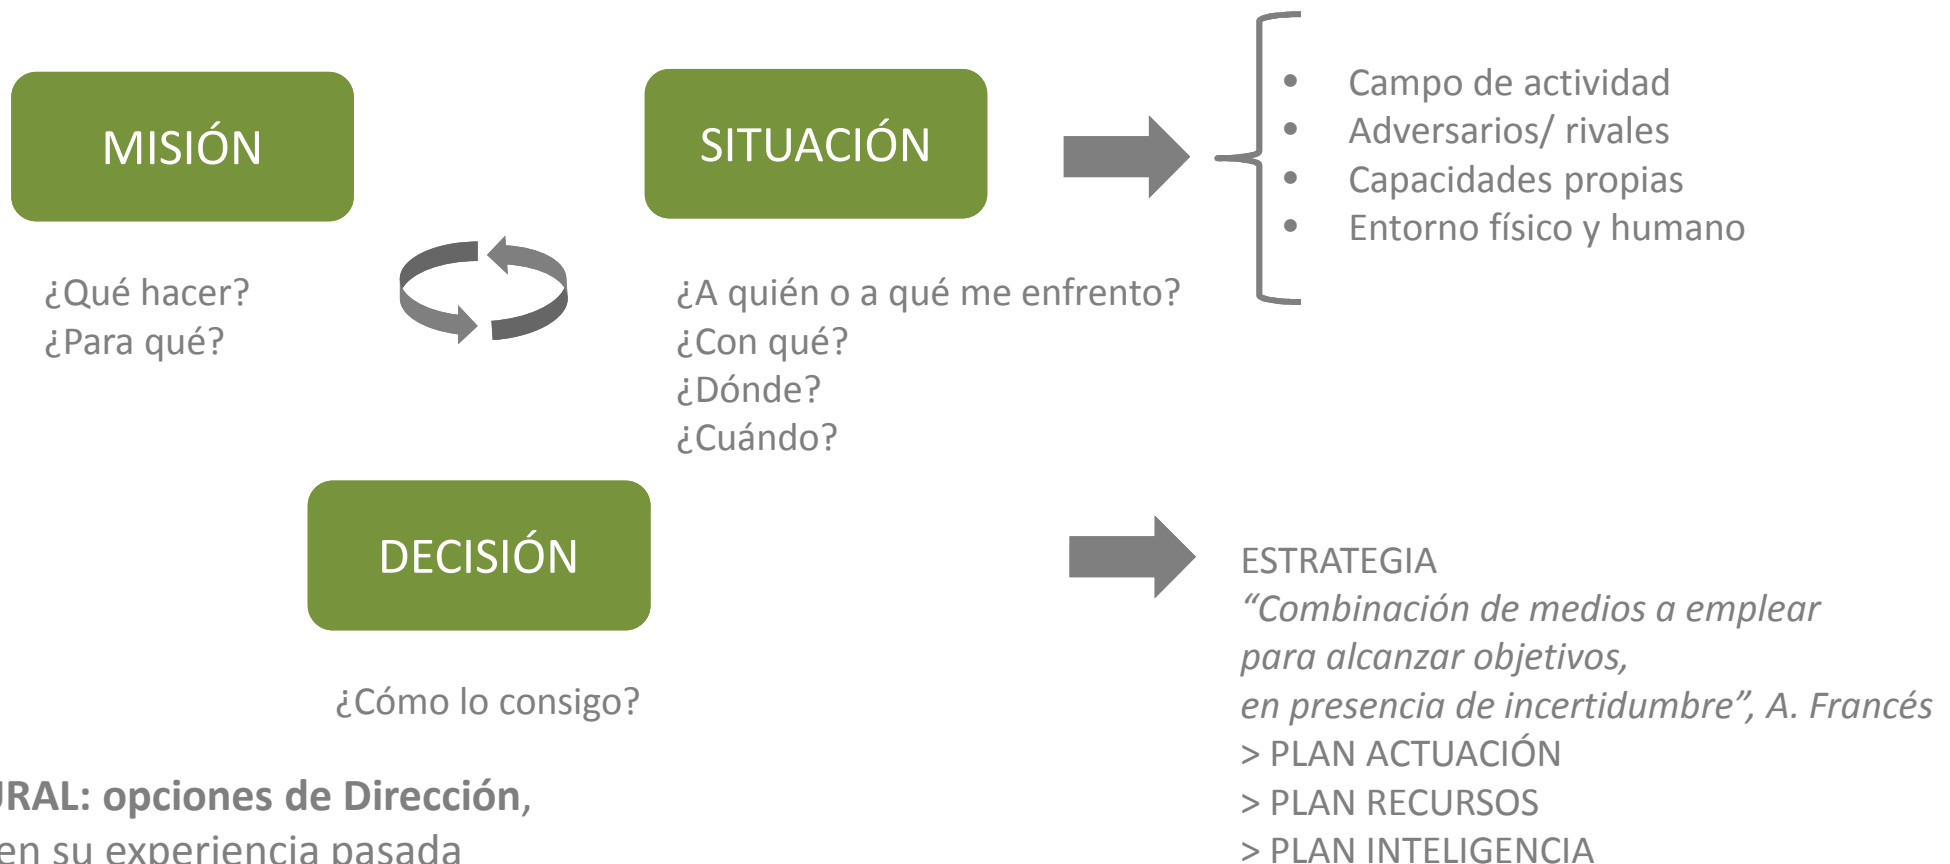 MISIÓN
¿Qué hacer?
¿Para qué?
SITUACIÓN
¿A quién o a qué me enfrento?
¿Con qué?
¿Dónde?
¿Cuándo?
• Campo de actividad
• Adversarios/ rivales
• Capacidades propias
• Entorno físico y humano
DECISIÓN
¿Cómo lo consigo?
ESTRATEGIA
“Combinación de medios a emplear
para alcanzar objetivos,
en presencia de incertidumbre”, A. Francés
> PLAN ACTUACIÓN
> PLAN RECURSOS
> PLAN INTELIGENCIA
URAL: opciones de Dirección,
en su experiencia pasada